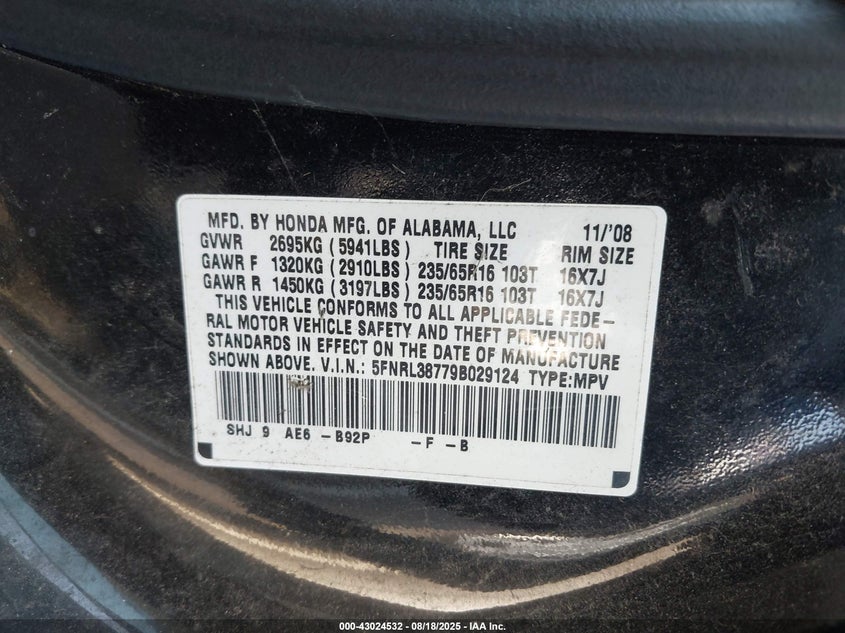 MFD. BY HONDA MFG. OF ALABAMA, LLC 11/'08
GVWR 2695KG (5941LBS) TIRE SIZE RIM SIZE
GAWR F 1320KG (2910LBS) 235/65R16 103T 16X7J
GAWR R 1450KG (3197LBS) 235/65R16 103T 16X7J
THIS VEHICLE CONFORMS TO ALL APPLICABLE FEDE-
RAL MOTOR VEHICLE SAFETY AND THEFT PREVENTION
STANDARDS IN EFFECT ON THE DATE OF MANUFACTURE
SHOWN ABOVE. V.I.N.: 5FNRL38779B029124 TYPE:MPV
SHJ 9 AE6 -B92P -F -B
000-43024532 - 08/18/2025 - IAA Inc.